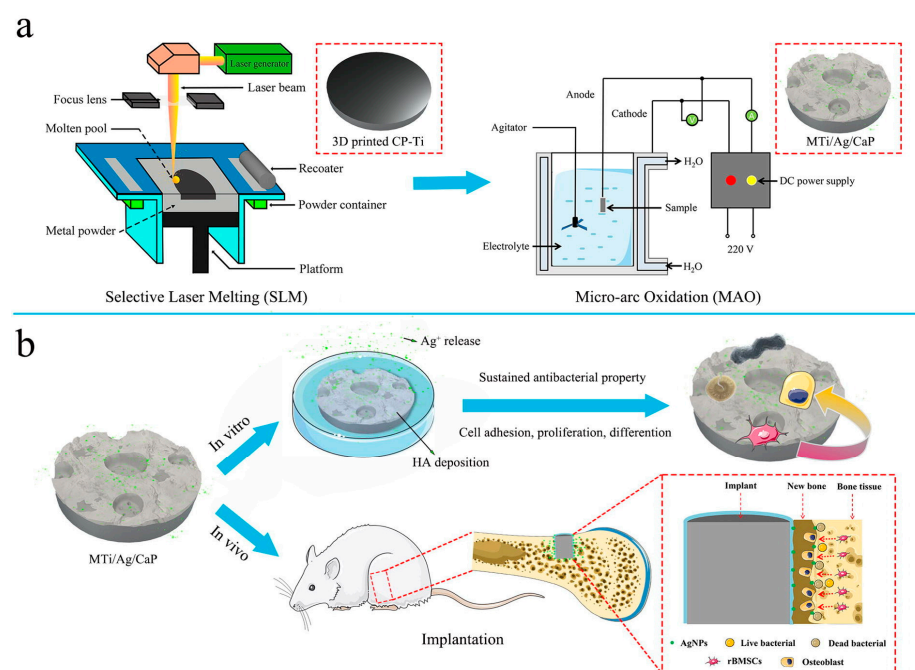 a
Laser generator
Laser beam
Focus lens
Molten pool
3D printed CP-Ti
Recoater
Powder container
Metal powder
Platform
Selective Laser Melting (SLM)
Anode
Cathode
V
A
Agitator
H₂O
MTi/Ag/CaP
DC power supply
Sample
Electrolyte
220 V
H₂O
Micro-arc Oxidation (MAO)
b
Ag⁺ release
In vitro
HA deposition
Sustained antibacterial property
Cell adhesion, proliferation, differention
MTi/Ag/CaP
In vivo
Implantation
Implant
New bone
Bone tissue
AgNPs
Live bacterial
Dead bacterial
rBMSCs
Osteoblast